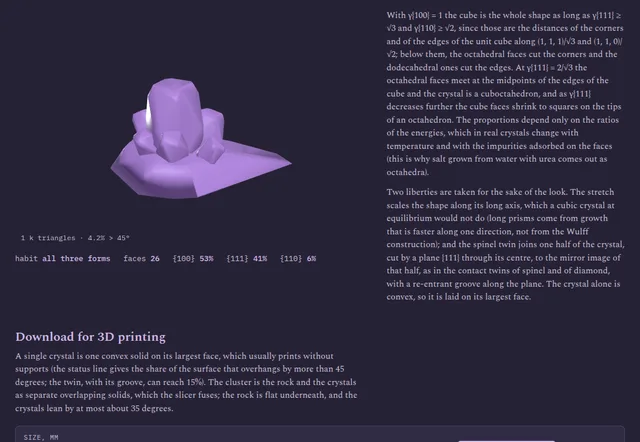 With γ{100} = 1 the cube is the whole shape as long as γ{111} ≥
√3 and γ{110} ≥ √2, since those are the distances of the corners
and of the edges of the unit cube along (1, 1, 1)/√3 and (1, 1, 0)/
√2; below them, the octahedral faces cut the corners and the
dodecahedral ones cut the edges. At γ{111} = 2/√3 the
octahedral faces meet at the midpoints of the edges of the
cube and the crystal is a cuboctahedron, and as γ{111}
decreases further the cube faces shrink to squares on the tips
of an octahedron. The proportions depend only on the ratios
of the energies, which in real crystals change with
temperature and with the impurities adsorbed on the faces
(this is why salt grown from water with urea comes out as
octahedra).
Two liberties are taken for the sake of the look. The stretch
scales the shape along its long axis, which a cubic crystal at
equilibrium would not do (long prisms come from growth
that is faster along one direction, not from the Wulff
construction); and the spinel twin joins one half of the crystal,
cut by a plane {111} through its centre, to the mirror image of
that half, as in the contact twins of spinel and of diamond,
with a re-entrant groove along the plane. The crystal alone is
convex, so it is laid on its largest face.
1 k triangles · 4.2% > 45°
habit all three forms faces 26 {100} 53% {111} 41% {110} 6%
Download for 3D printing
A single crystal is one convex solid on its largest face, which usually prints without
supports (the status line gives the share of the surface that overhangs by more than 45
degrees; the twin, with its groove, can reach 15%). The cluster is the rock and the crystals
as separate overlapping solids, which the slicer fuses; the rock is flat underneath, and the
crystals lean by at most about 35 degrees.
SIZE, MM